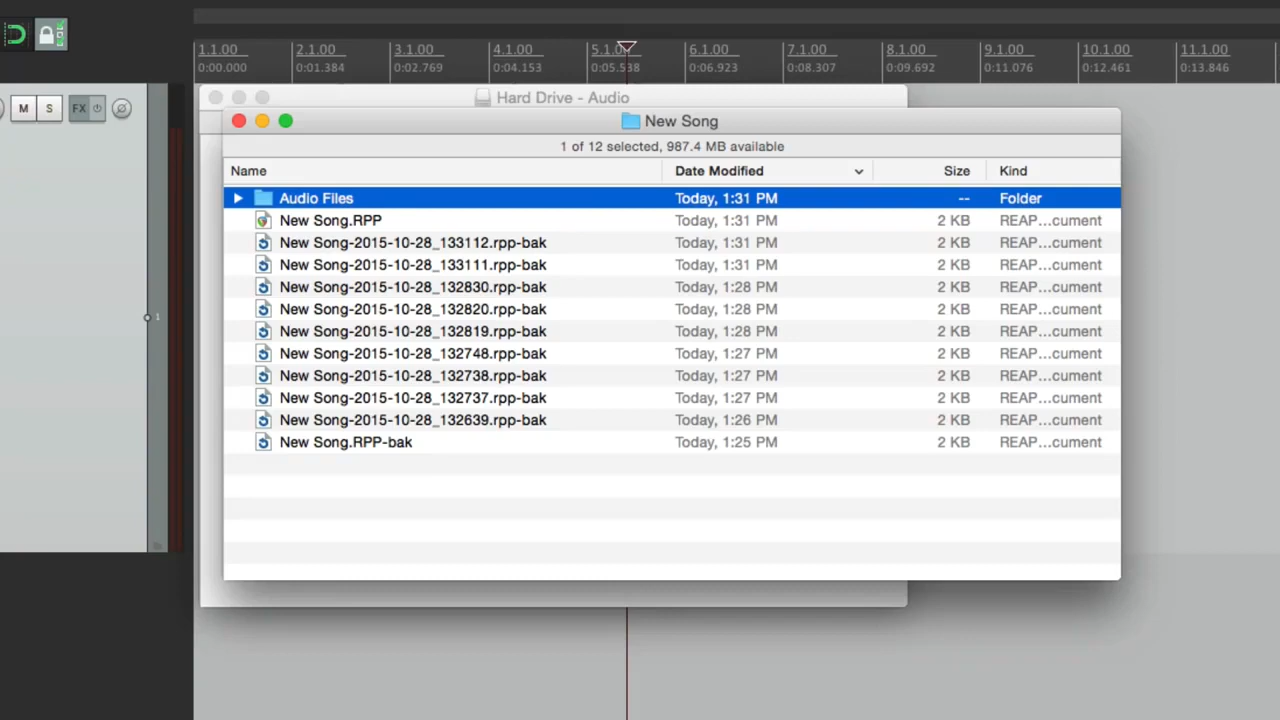 1.1.00 2.1.00 3.1.00 4.1.00 5.1.00 6.1.00 7.1.00 8.1.00 9.1.00 10.1.00 11.1.00
0:00.000 0:01.384 0:02.769 0:04.153 0:05.538 0:06.923 0:08.307 0:09.692 0:11.076 0:12.461 0:13.846
M S FX
Hard Drive - Audio
New Song
1 of 12 selected, 987.4 MB available
Name Date Modified Size Kind
Audio Files Today, 1:31 PM -- Folder
New Song.RPP Today, 1:31 PM 2 KB REAP...cument
New Song-2015-10-28_133112.rpp-bak Today, 1:31 PM 2 KB REAP...cument
New Song-2015-10-28_133111.rpp-bak Today, 1:31 PM 2 KB REAP...cument
New Song-2015-10-28_132830.rpp-bak Today, 1:28 PM 2 KB REAP...cument
New Song-2015-10-28_132820.rpp-bak Today, 1:28 PM 2 KB REAP...cument
New Song-2015-10-28_132819.rpp-bak Today, 1:28 PM 2 KB REAP...cument
New Song-2015-10-28_132748.rpp-bak Today, 1:27 PM 2 KB REAP...cument
New Song-2015-10-28_132738.rpp-bak Today, 1:27 PM 2 KB REAP...cument
New Song-2015-10-28_132737.rpp-bak Today, 1:27 PM 2 KB REAP...cument
New Song-2015-10-28_132639.rpp-bak Today, 1:26 PM 2 KB REAP...cument
New Song.RPP-bak Today, 1:25 PM 2 KB REAP...cument
1